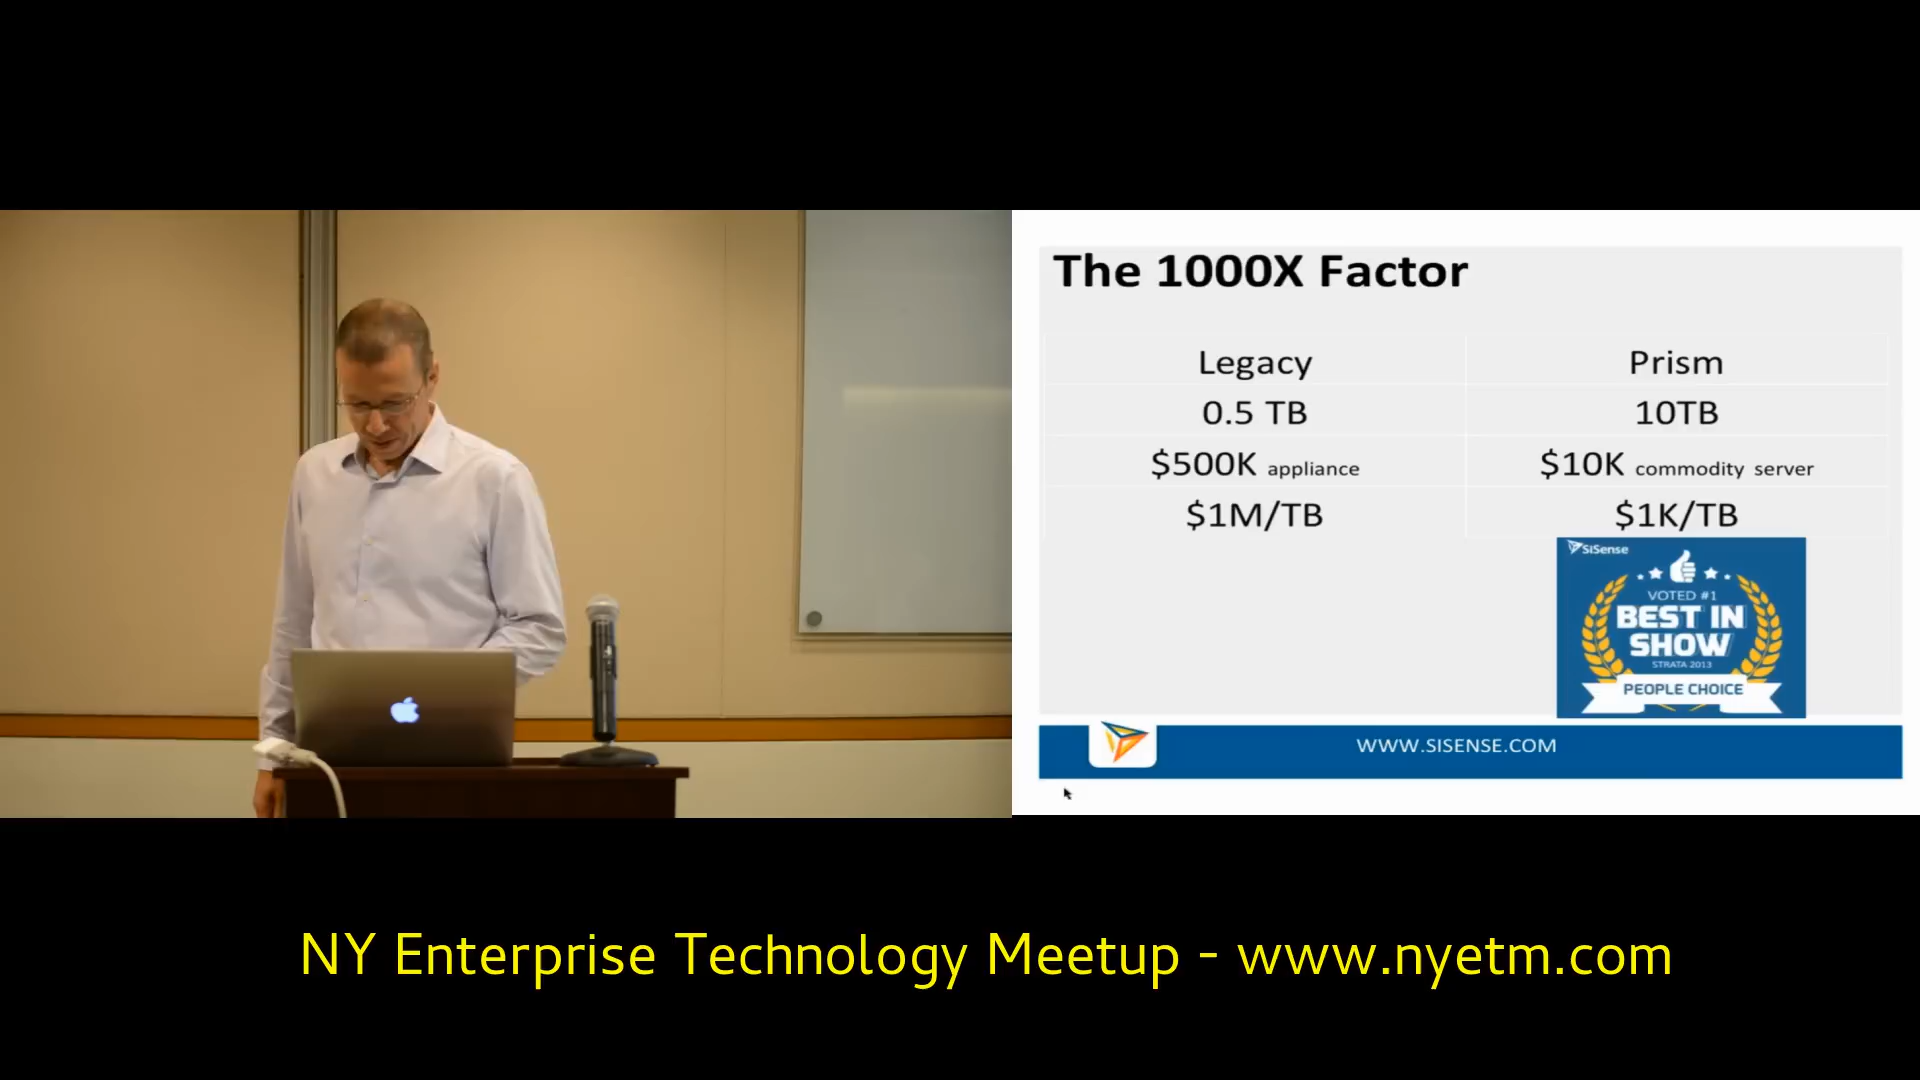 The 1000X Factor
Legacy Prism
0.5 TB 10TB
$500K appliance $10K commodity server
$1M/TB $1K/TB
SiSense
VOTED #1
BEST IN
SHOW
STRATA 2013
PEOPLE CHOICE
WWW.SISENSE.COM
NY Enterprise Technology Meetup - www.nyetm.com